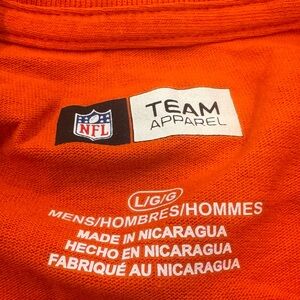 NFL
TEAM
APPAREL
L/G/G
MENS/HOMBRES/HOMMES
MADE IN NICARAGUA
HECHO EN NICARAGUA
FABRIQUÉ AU NICARAGUA